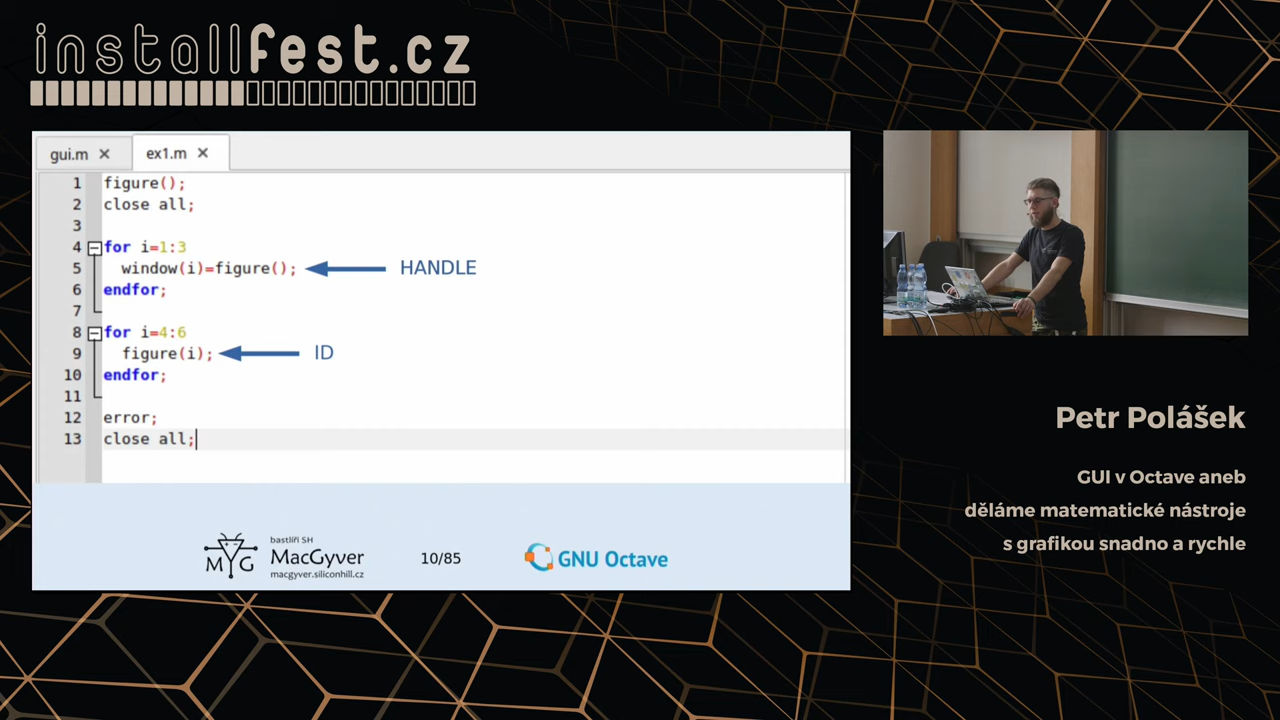 installfest.cz
gui.m ✕ ex1.m ✕
1 figure();
2 close all;
3
4 for i=1:3
5 window(i)=figure(); HANDLE
6 endfor;
7
8 for i=4:6
9 figure(i); ID
10 endfor;
11
12 error;
13 close all;
MYG
bastlíři SH
MacGyver
macgyver.siliconhill.cz
10/85
GNU Octave
Petr Polášek
GUI v Octave aneb
děláme matematické nástroje
s grafikou snadno a rychle